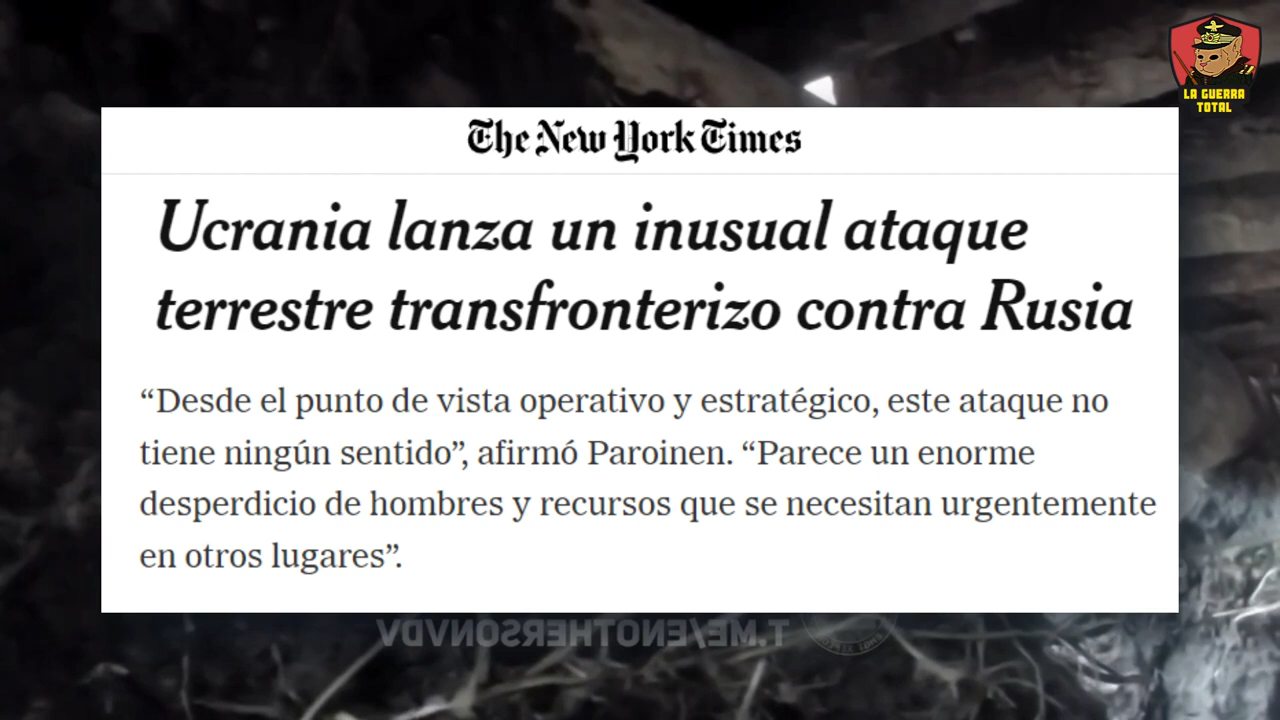 LA GUERRA
TOTAL
The New York Times
Ucrania lanza un inusual ataque
terrestre transfronterizo contra Rusia
“Desde el punto de vista operativo y estratégico, este ataque no
tiene ningún sentido”, afirmó Paroinen. “Parece un enorme
desperdicio de hombres y recursos que se necesitan urgentemente
en otros lugares”.
T.ME/ENOTHERSONVDV